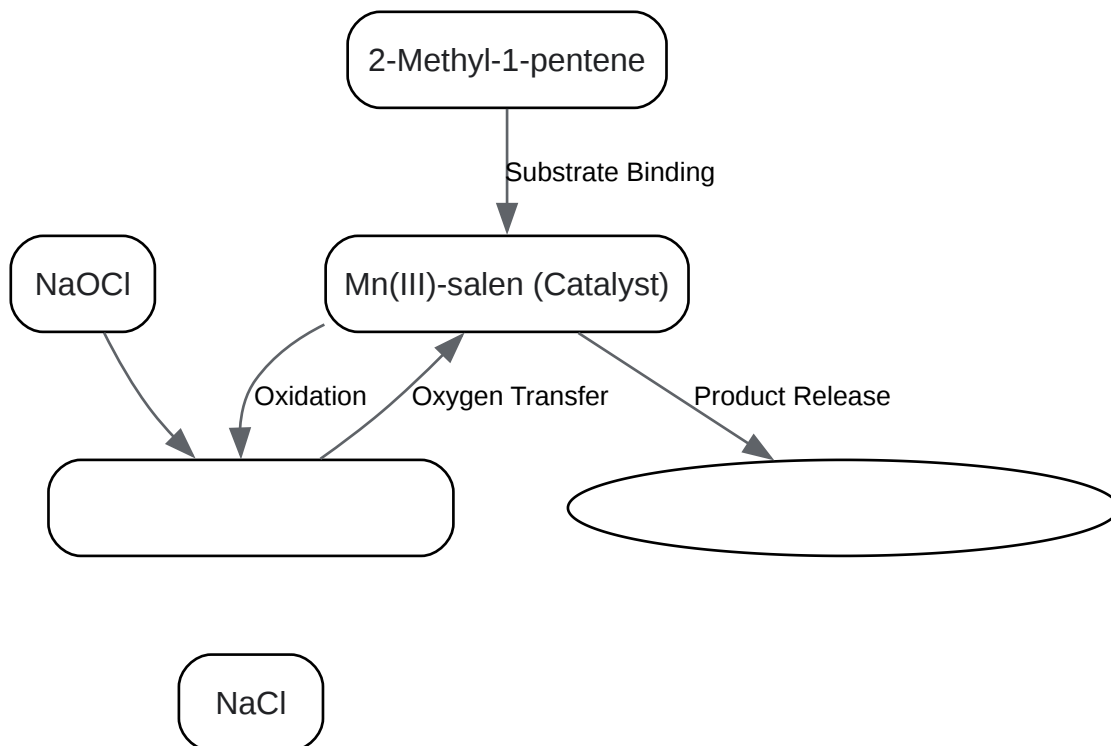 2-Methyl-1-pentene
Substrate Binding
NaOCl
Mn(III)-salen (Catalyst)
Oxidation
Oxygen Transfer
Product Release
NaCl